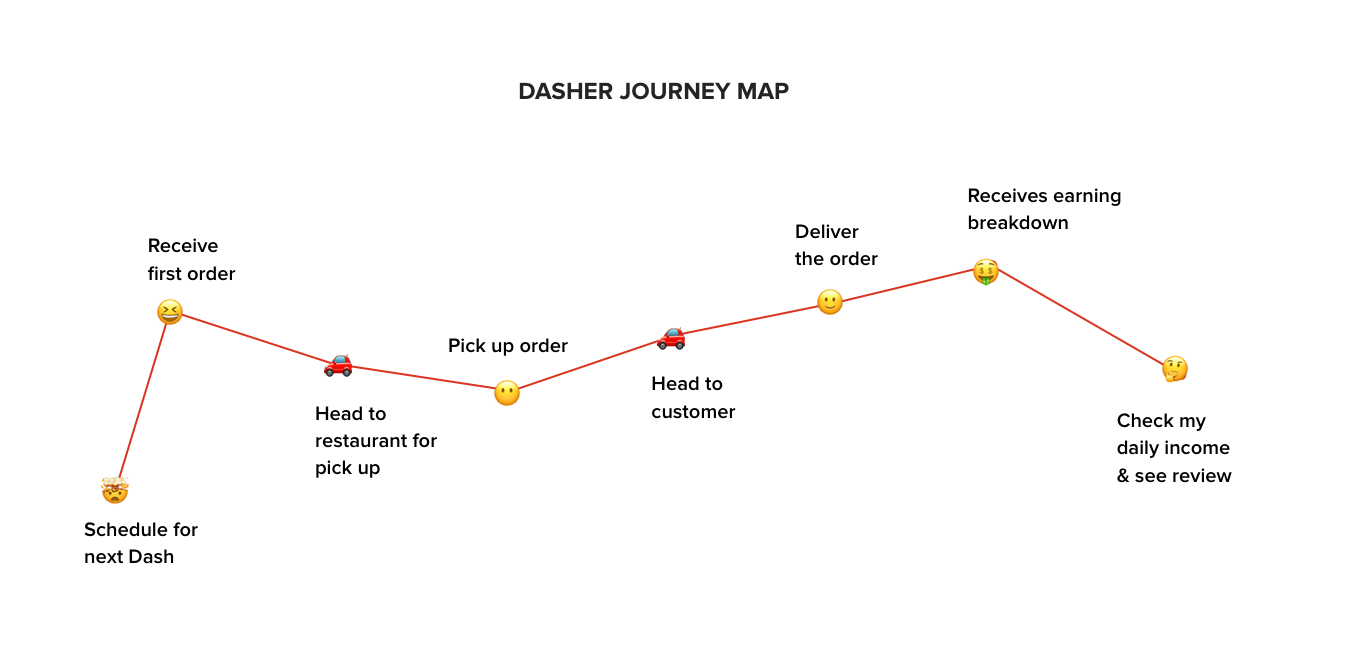 DASHER JOURNEY MAP
Schedule for
next Dash
Receive
first order
Head to
restaurant for
pick up
Pick up order
Head to
customer
Deliver
the order
Receives earning
breakdown
Check my
daily income
& see review